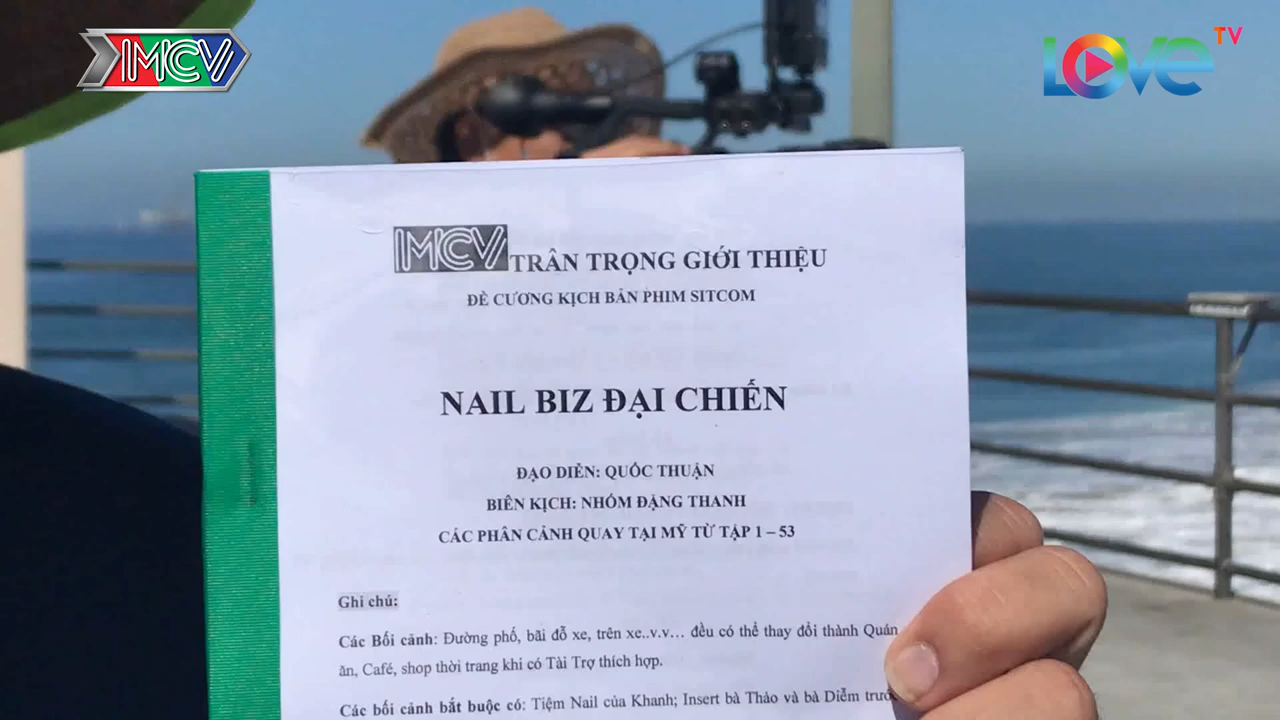 MCV
LOVE TV
MCV TRÂN TRỌNG GIỚI THIỆU
ĐỀ CƯƠNG KỊCH BẢN PHIM SITCOM
NAIL BIZ ĐẠI CHIẾN
ĐẠO DIỄN: QUỐC THUẬN
BIÊN KỊCH: NHÓM ĐẶNG THANH
CÁC PHÂN CẢNH QUAY TẠI MỸ TỪ TẬP 1 – 53
Ghi chú:
Các Bối cảnh: Đường phố, bãi đỗ xe, trên xe..v.v… đều có thể thay đổi thành Quán
ăn, Café, shop thời trang khi có Tài Trợ thích hợp.
Các bối cảnh bắt buộc có: Tiệm Nail của Khanh; Insert bà Thảo và bà Diễm trước